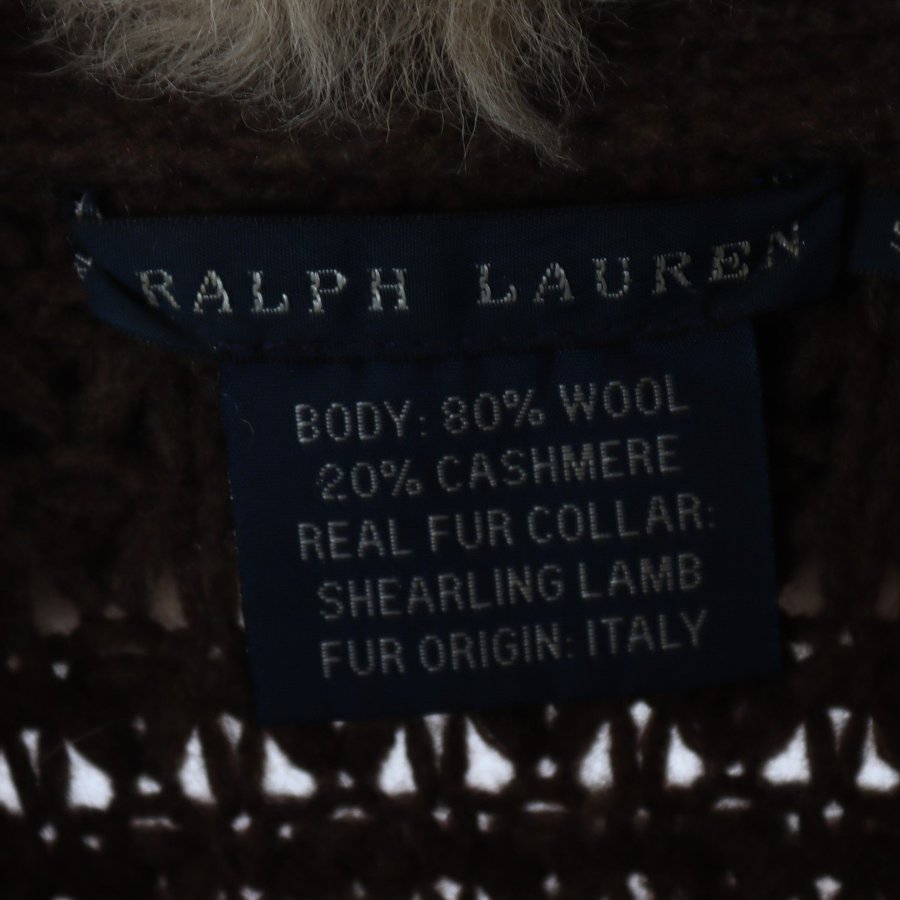 RALPH LAUREN
BODY: 80% WOOL
20% CASHMERE
REAL FUR COLLAR:
SHEARLING LAMB
FUR ORIGIN: ITALY